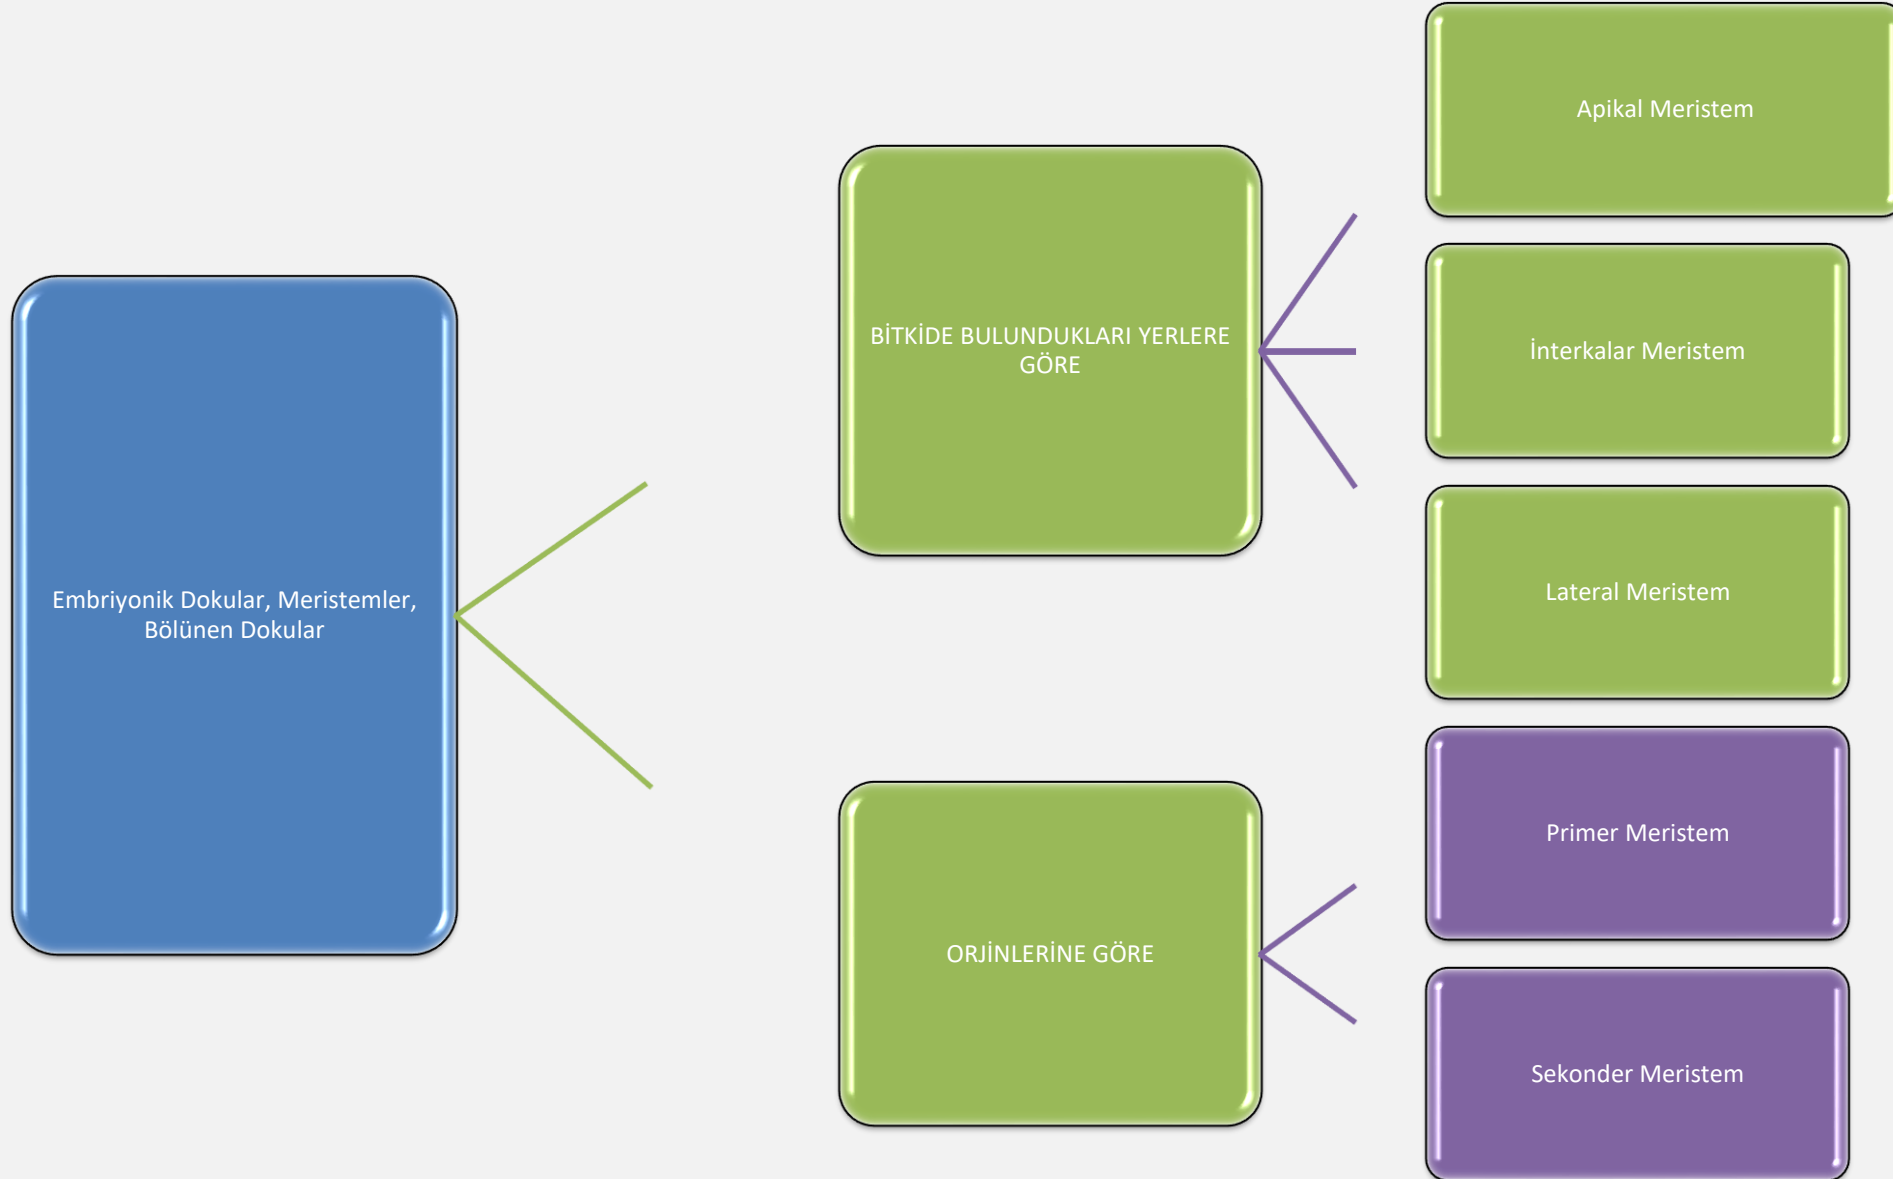 Embriyonik Dokular, Meristemler,
Bölünen Dokular
BİTKİDE BULUNDUKLARI YERLERE
GÖRE
Apikal Meristem
İnterkalar Meristem
Lateral Meristem
ORJİNLERİNE GÖRE
Primer Meristem
Sekonder Meristem